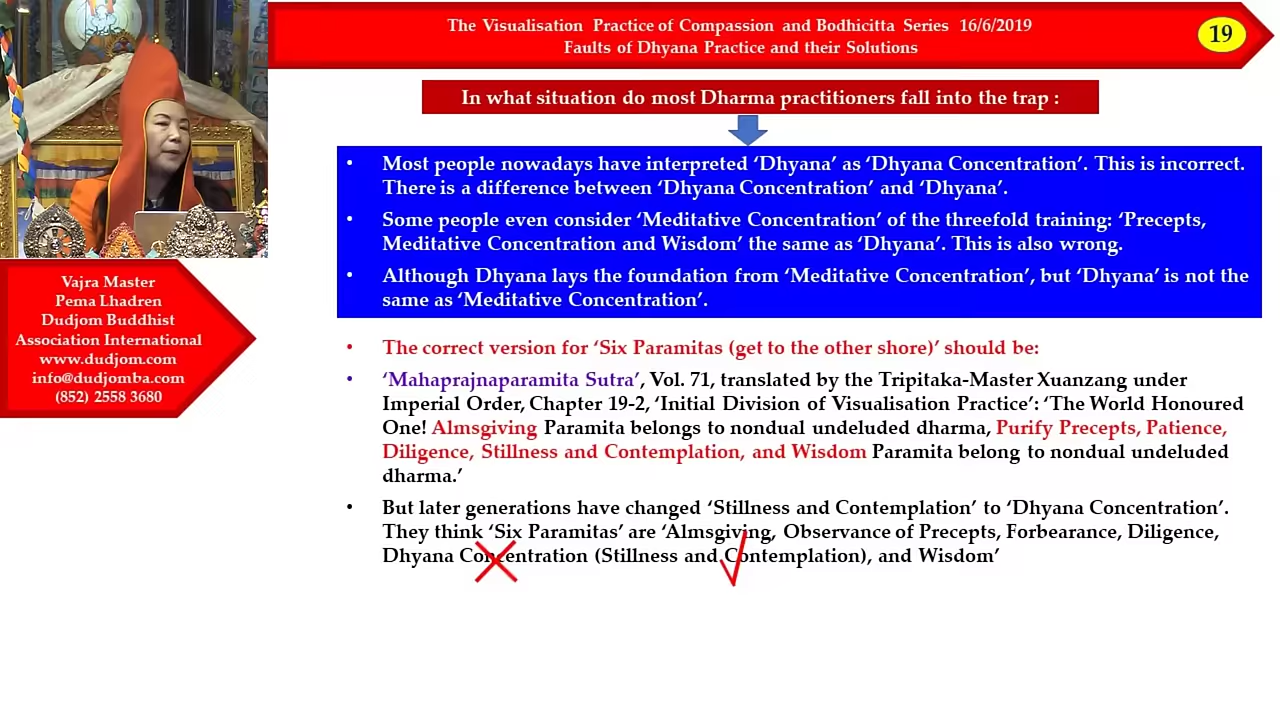 The Visualisation Practice of Compassion and Bodhicitta Series 16/6/2019
Faults of Dhyana Practice and their Solutions
19
In what situation do most Dharma practitioners fall into the trap :
• Most people nowadays have interpreted ‘Dhyana’ as ‘Dhyana Concentration’. This is incorrect.
There is a difference between ‘Dhyana Concentration’ and ‘Dhyana’.
• Some people even consider ‘Meditative Concentration’ of the threefold training: ‘Precepts,
Meditative Concentration and Wisdom’ the same as ‘Dhyana’. This is also wrong.
• Although Dhyana lays the foundation from ‘Meditative Concentration’, but ‘Dhyana’ is not the
same as ‘Meditative Concentration’.
Vajra Master
Pema Lhadren
Dudjom Buddhist
Association International
www.dudjom.com
info@dudjomba.com
(852) 2558 3680
• The correct version for ‘Six Paramitas (get to the other shore)’ should be:
• ‘Mahaprajnaparamita Sutra’, Vol. 71, translated by the Tripitaka-Master Xuanzang under
Imperial Order, Chapter 19-2, ‘Initial Division of Visualisation Practice’: ‘The World Honoured
One! Almsgiving Paramita belongs to nondual undeluded dharma, Purify Precepts, Patience,
Diligence, Stillness and Contemplation, and Wisdom Paramita belong to nondual undeluded
dharma.’
• But later generations have changed ‘Stillness and Contemplation’ to ‘Dhyana Concentration’.
They think ‘Six Paramitas’ are ‘Almsgiving, Observance of Precepts, Forbearance, Diligence,
Dhyana Concentration (Stillness and Contemplation), and Wisdom’